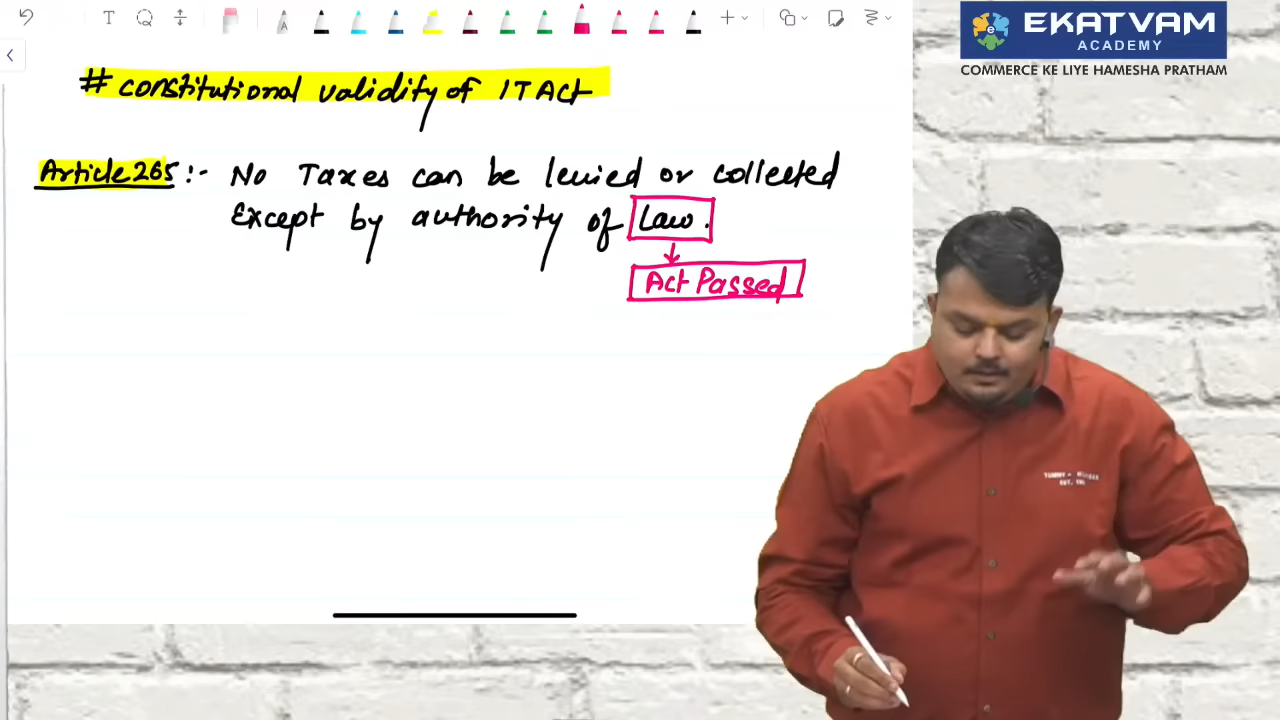 EKATVAM
ACADEMY
COMMERCE KE LIYE HAMESHA PRATHAM
# constitutional validity of IT Act
Article 265 :- No Taxes can be levied or collected
Except by authority of Law.
Act Passed